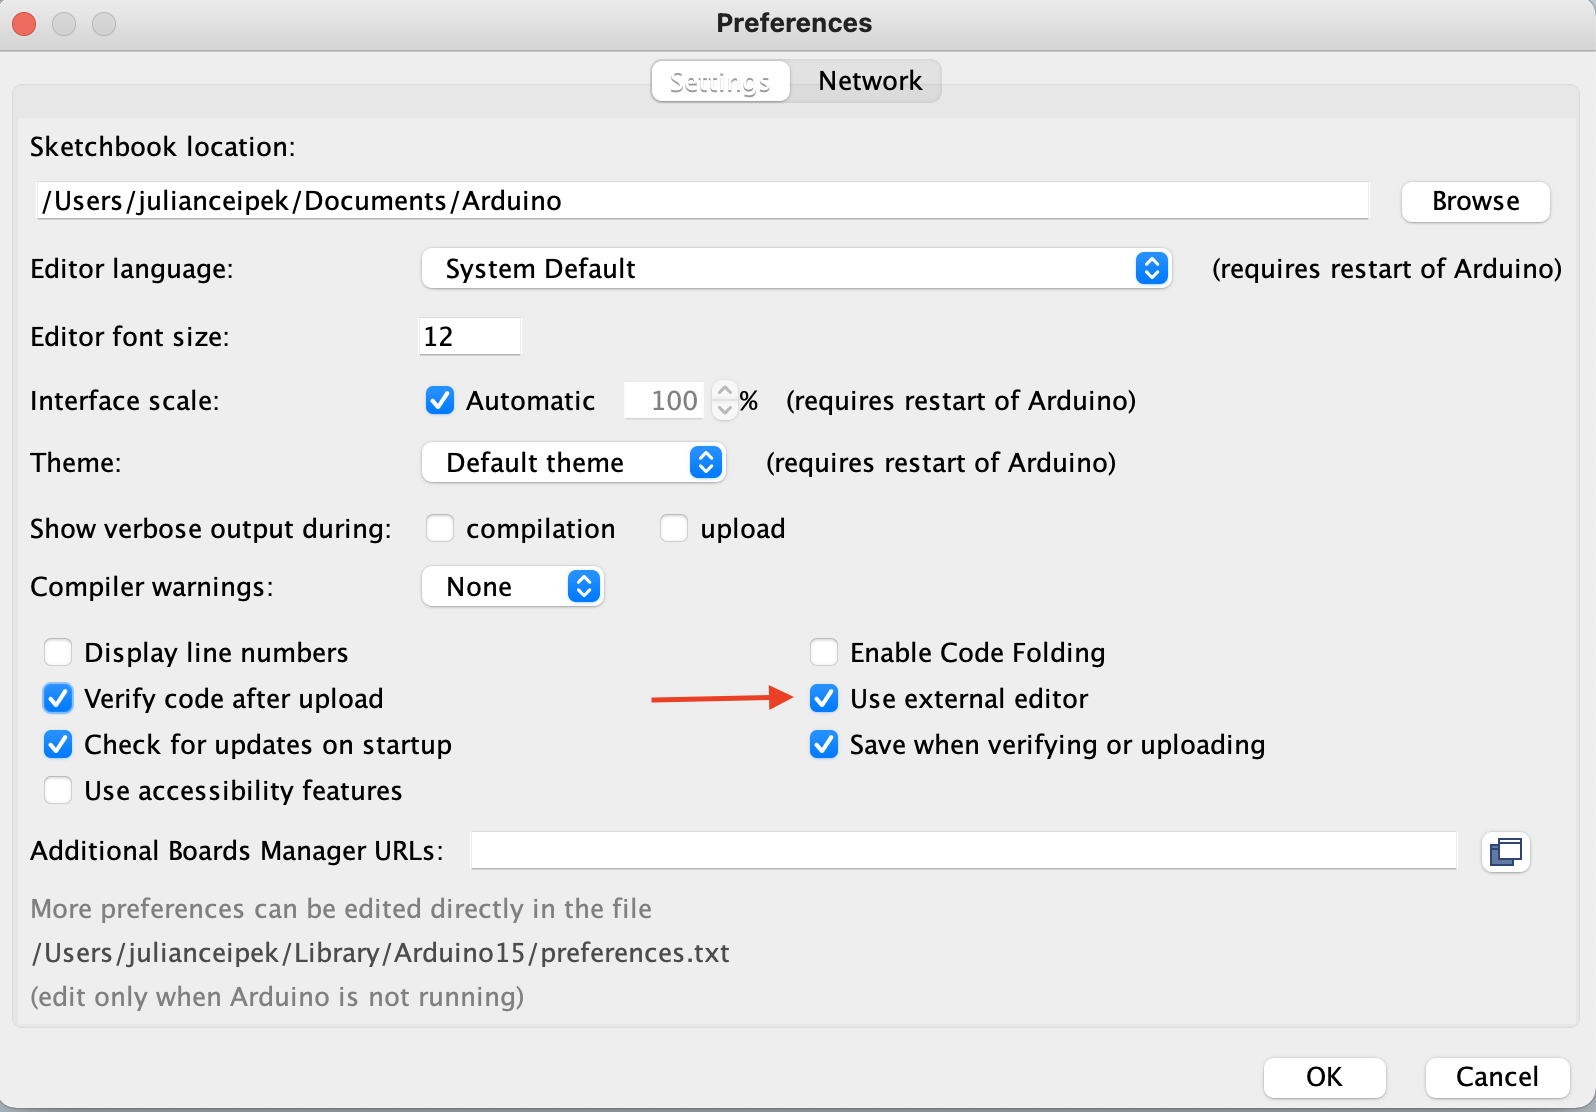 Preferences
Settings Network
Sketchbook location:
/Users/julianceipek/Documents/Arduino Browse
Editor language: System Default (requires restart of Arduino)
Editor font size: 12
Interface scale: Automatic 100 % (requires restart of Arduino)
Theme: Default theme (requires restart of Arduino)
Show verbose output during: compilation upload
Compiler warnings: None
Display line numbers Enable Code Folding
Verify code after upload Use external editor
Check for updates on startup Save when verifying or uploading
Use accessibility features
Additional Boards Manager URLs:
More preferences can be edited directly in the file
/Users/julianceipek/Library/Arduino15/preferences.txt
(edit only when Arduino is not running)
OK Cancel